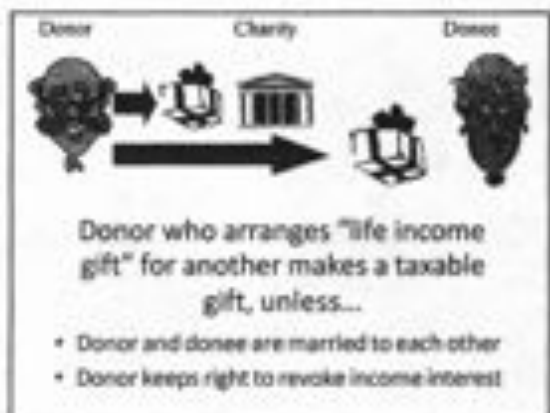 Donor Charity Donee
Donor who arranges "life income
gift" for another makes a taxable
gift, unless...
• Donor and donee are married to each other
• Donor keeps right to revoke income interest